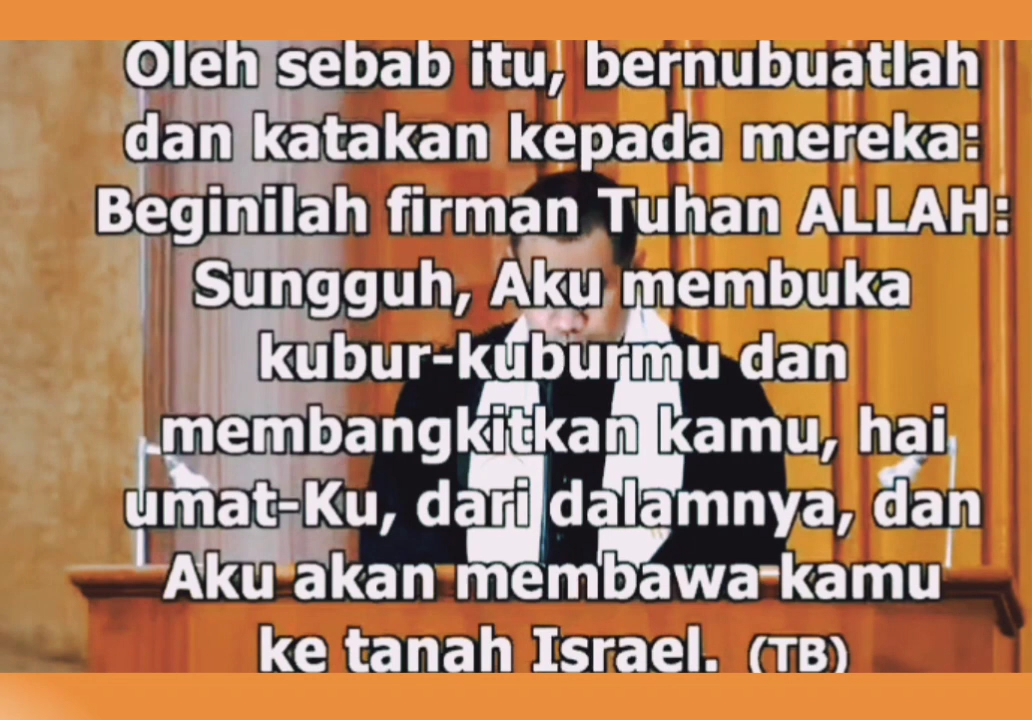 Oleh sebab itu, bernubuatlah
dan katakan kepada mereka:
Beginilah firman Tuhan ALLAH:
Sungguh, Aku membuka
kubur-kuburmu dan
membangkitkan kamu, hai
umat-Ku, dari dalamnya, dan
Aku akan membawa kamu
ke tanah Israel. (TB)